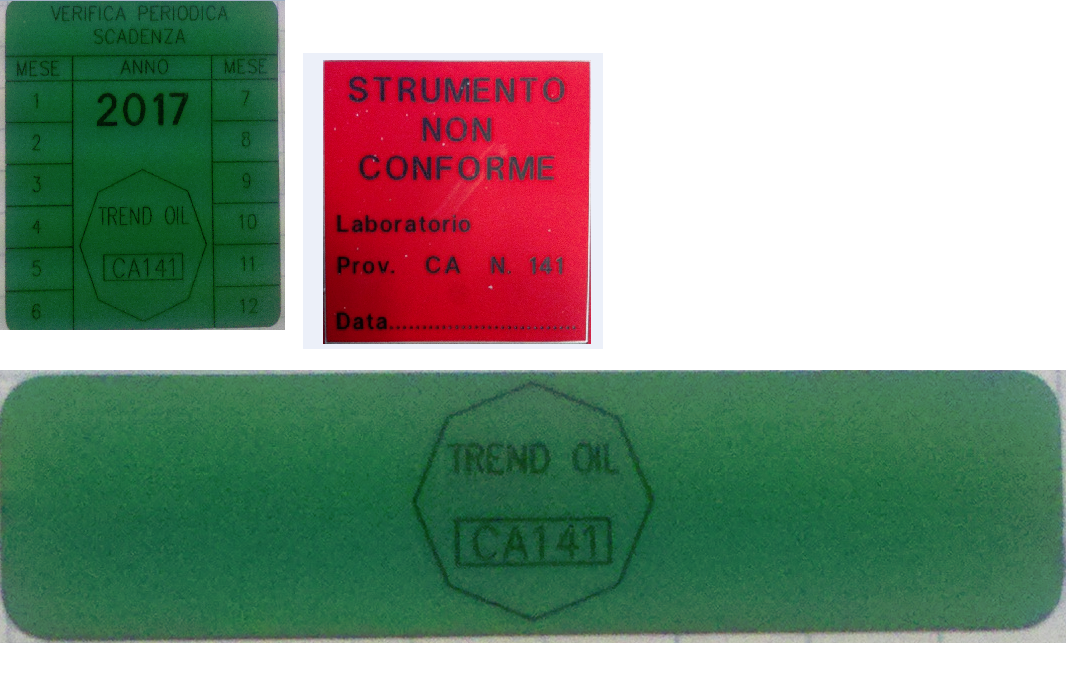 VERIFICA PERIODICA
SCADENZA
MESE ANNO MESE
1 2017 7
2 8
3 9
TREND OIL
4 10
5 CA141 11
6 12
STRUMENTO
NON
CONFORME
Laboratorio
Prov. CA N. 141
Data..................................
TREND OIL
CA141